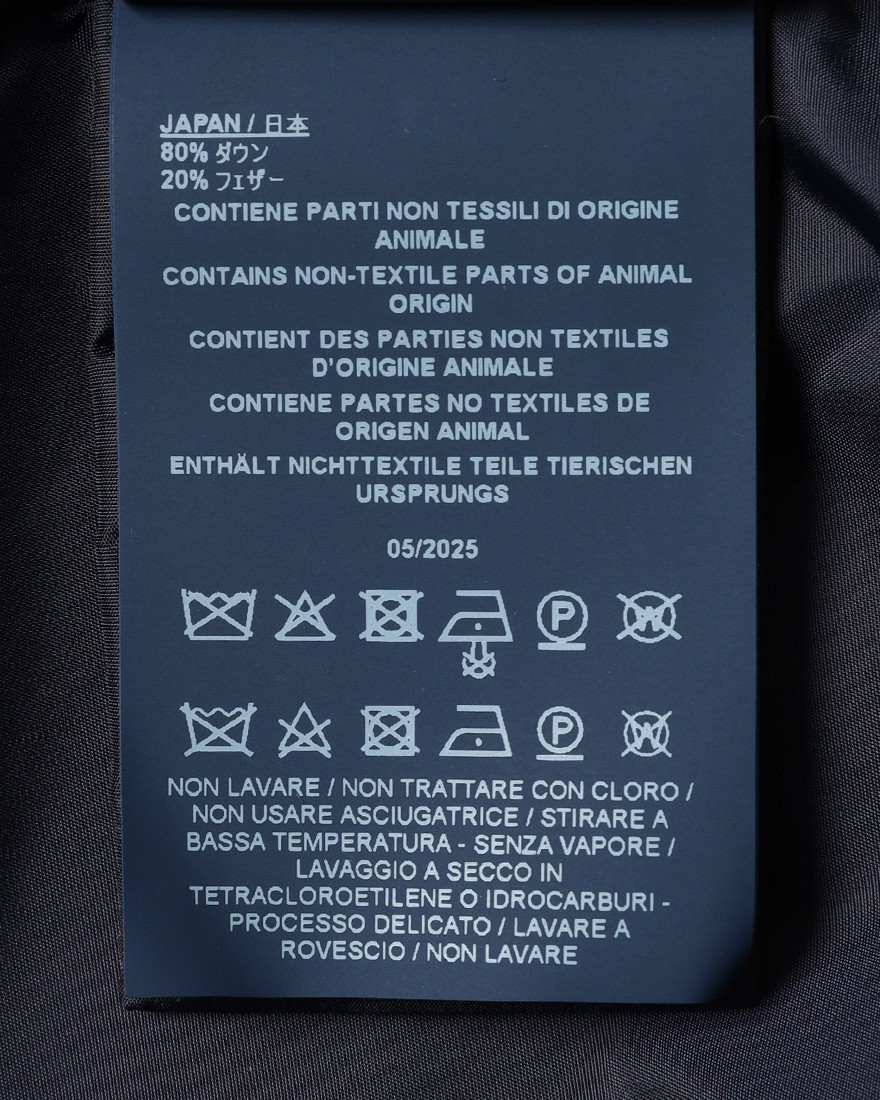 JAPAN / 日本
80% ダウン
20% フェザー
CONTIENE PARTI NON TESSILI DI ORIGINE
ANIMALE
CONTAINS NON-TEXTILE PARTS OF ANIMAL
ORIGIN
CONTIENT DES PARTIES NON TEXTILES
D'ORIGINE ANIMALE
CONTIENE PARTES NO TEXTILES DE
ORIGEN ANIMAL
ENTHÄLT NICHTTEXTILE TEILE TIERISCHEN
URSPRUNGS
05/2025
P W
P W
NON LAVARE / NON TRATTARE CON CLORO /
NON USARE ASCIUGATRICE / STIRARE A
BASSA TEMPERATURA - SENZA VAPORE /
LAVAGGIO A SECCO IN
TETRACLOROETILENE O IDROCARBURI -
PROCESSO DELICATO / LAVARE A
ROVESCIO / NON LAVARE